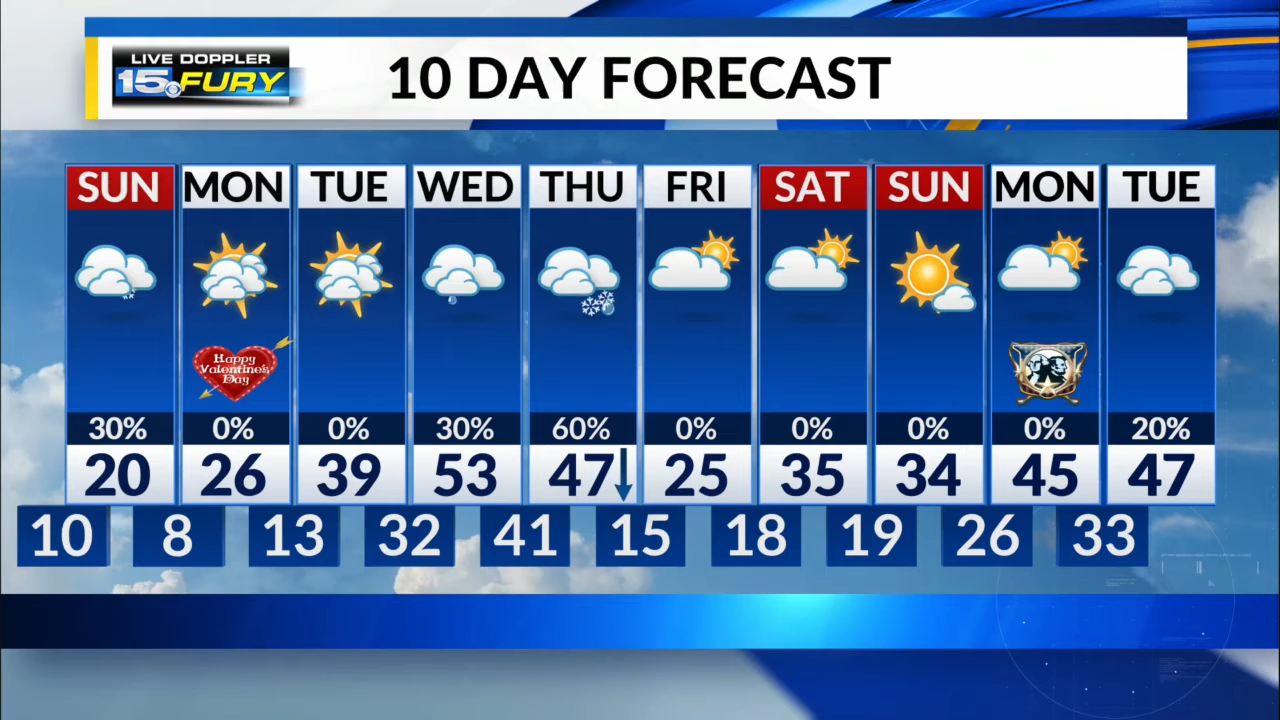 LIVE DOPPLER
15 FURY
10 DAY FORECAST
SUN MON TUE WED THU FRI SAT SUN MON TUE
Happy
Valentine's
Day
30% 0% 0% 30% 60% 0% 0% 0% 0% 20%
20 26 39 53 47 25 35 34 45 47
10 8 13 32 41 15 18 19 26 33